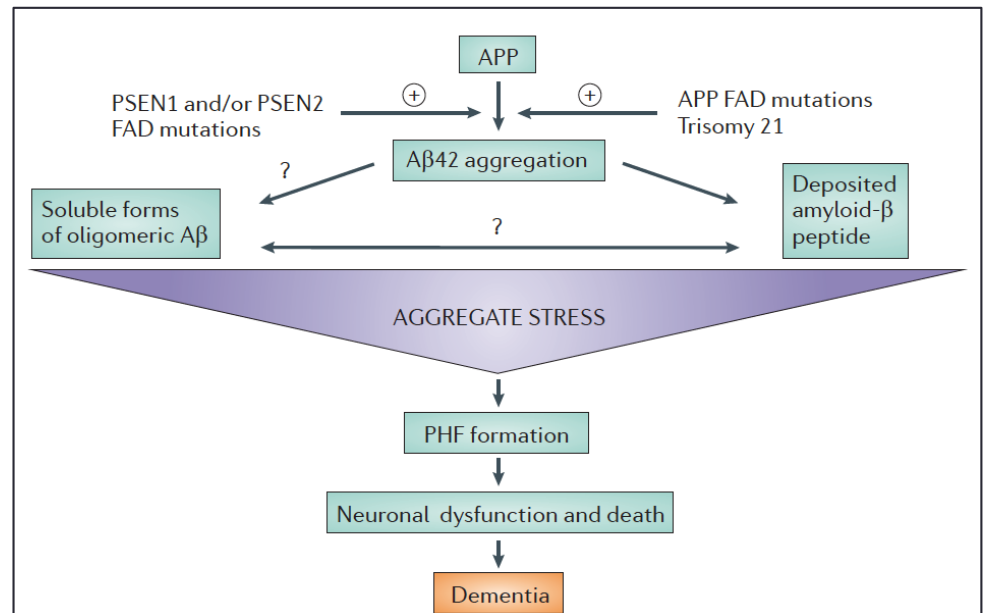 APP
PSEN1 and/or PSEN2
FAD mutations
+
+
APP FAD mutations
Trisomy 21
Aβ42 aggregation
?
Soluble forms
of oligomeric Aβ
?
Deposited
amyloid-β
peptide
AGGREGATE STRESS
PHF formation
Neuronal dysfunction and death
Dementia